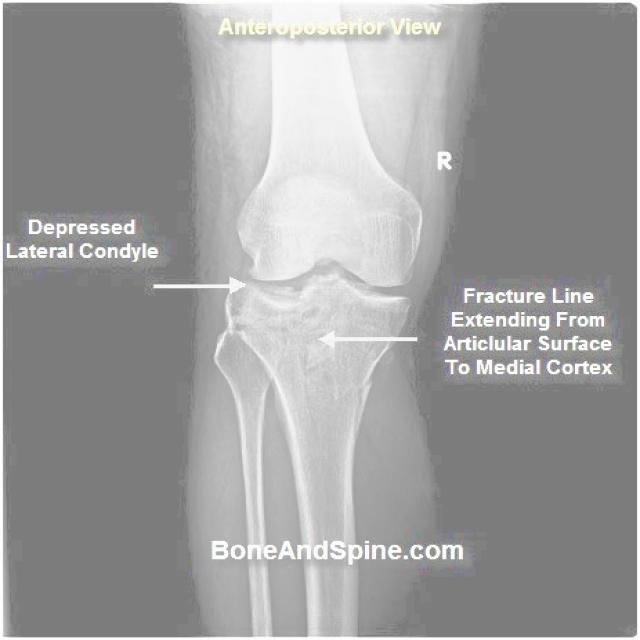 Anteroposterior View
R
Depressed
Lateral Condyle
Fracture Line
Extending From
Articlular Surface
To Medial Cortex
BoneAndSpine.com